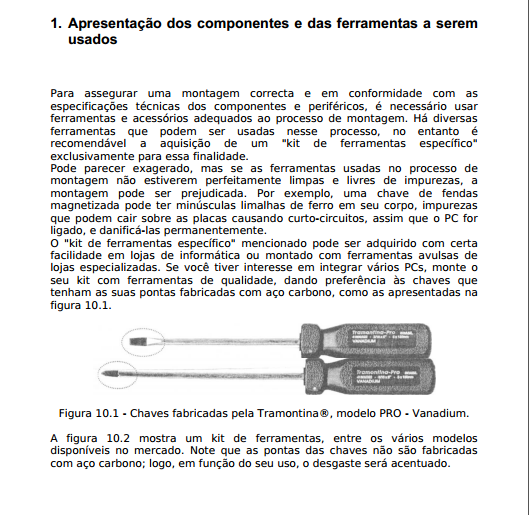 1. Apresentação dos componentes e das ferramentas a serem
usados
Para assegurar uma montagem correcta e em conformidade com as
especificações técnicas dos componentes e periféricos, é necessário usar
ferramentas e acessórios adequados ao processo de montagem. Há diversas
ferramentas que podem ser usadas nesse processo, no entanto é
recomendável a aquisição de um "kit de ferramentas específico"
exclusivamente para essa finalidade.
Pode parecer exagerado, mas se as ferramentas usadas no processo de
montagem não estiverem perfeitamente limpas e livres de impurezas, a
montagem pode ser prejudicada. Por exemplo, uma chave de fendas
magnetizada pode ter minúsculas limalhas de ferro em seu corpo, impurezas
que podem cair sobre as placas causando curto-circuitos, assim que o PC for
ligado, e danificá-las permanentemente.
O "kit de ferramentas específico" mencionado pode ser adquirido com certa
facilidade em lojas de informática ou montado com ferramentas avulsas de
lojas especializadas. Se você tiver interesse em integrar vários PCs, monte o
seu kit com ferramentas de qualidade, dando preferência às chaves que
tenham as suas pontas fabricadas com aço carbono, como as apresentadas na
figura 10.1.
Tramontina-Pro
VANADIUM
Tramontina-Pro
VANADIUM
Figura 10.1 - Chaves fabricadas pela Tramontina®, modelo PRO - Vanadium.
A figura 10.2 mostra um kit de ferramentas, entre os vários modelos
disponíveis no mercado. Note que as pontas das chaves não são fabricadas
com aço carbono; logo, em função do seu uso, o desgaste será acentuado.